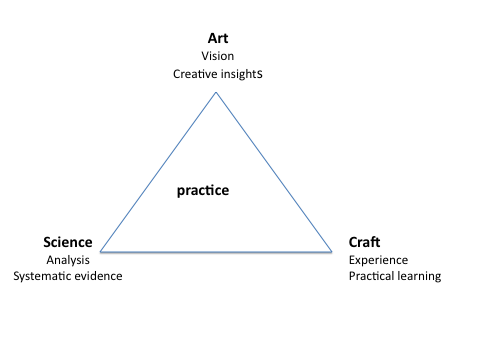 Art
Vision
Creative insights
practice
Science
Analysis
Systematic evidence
Craft
Experience
Practical learning